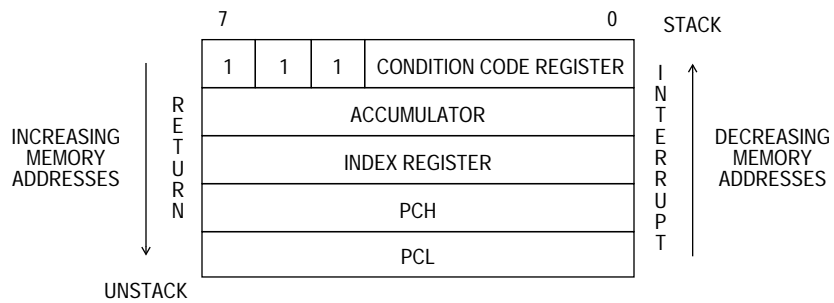 7 0
STACK
1 1 1 CONDITION CODE REGISTER
ACCUMULATOR
INDEX REGISTER
PCH
PCL
INCREASING
MEMORY
ADDRESSES
RETURN
INTERRUPT
DECREASING
MEMORY
ADDRESSES
UNSTACK